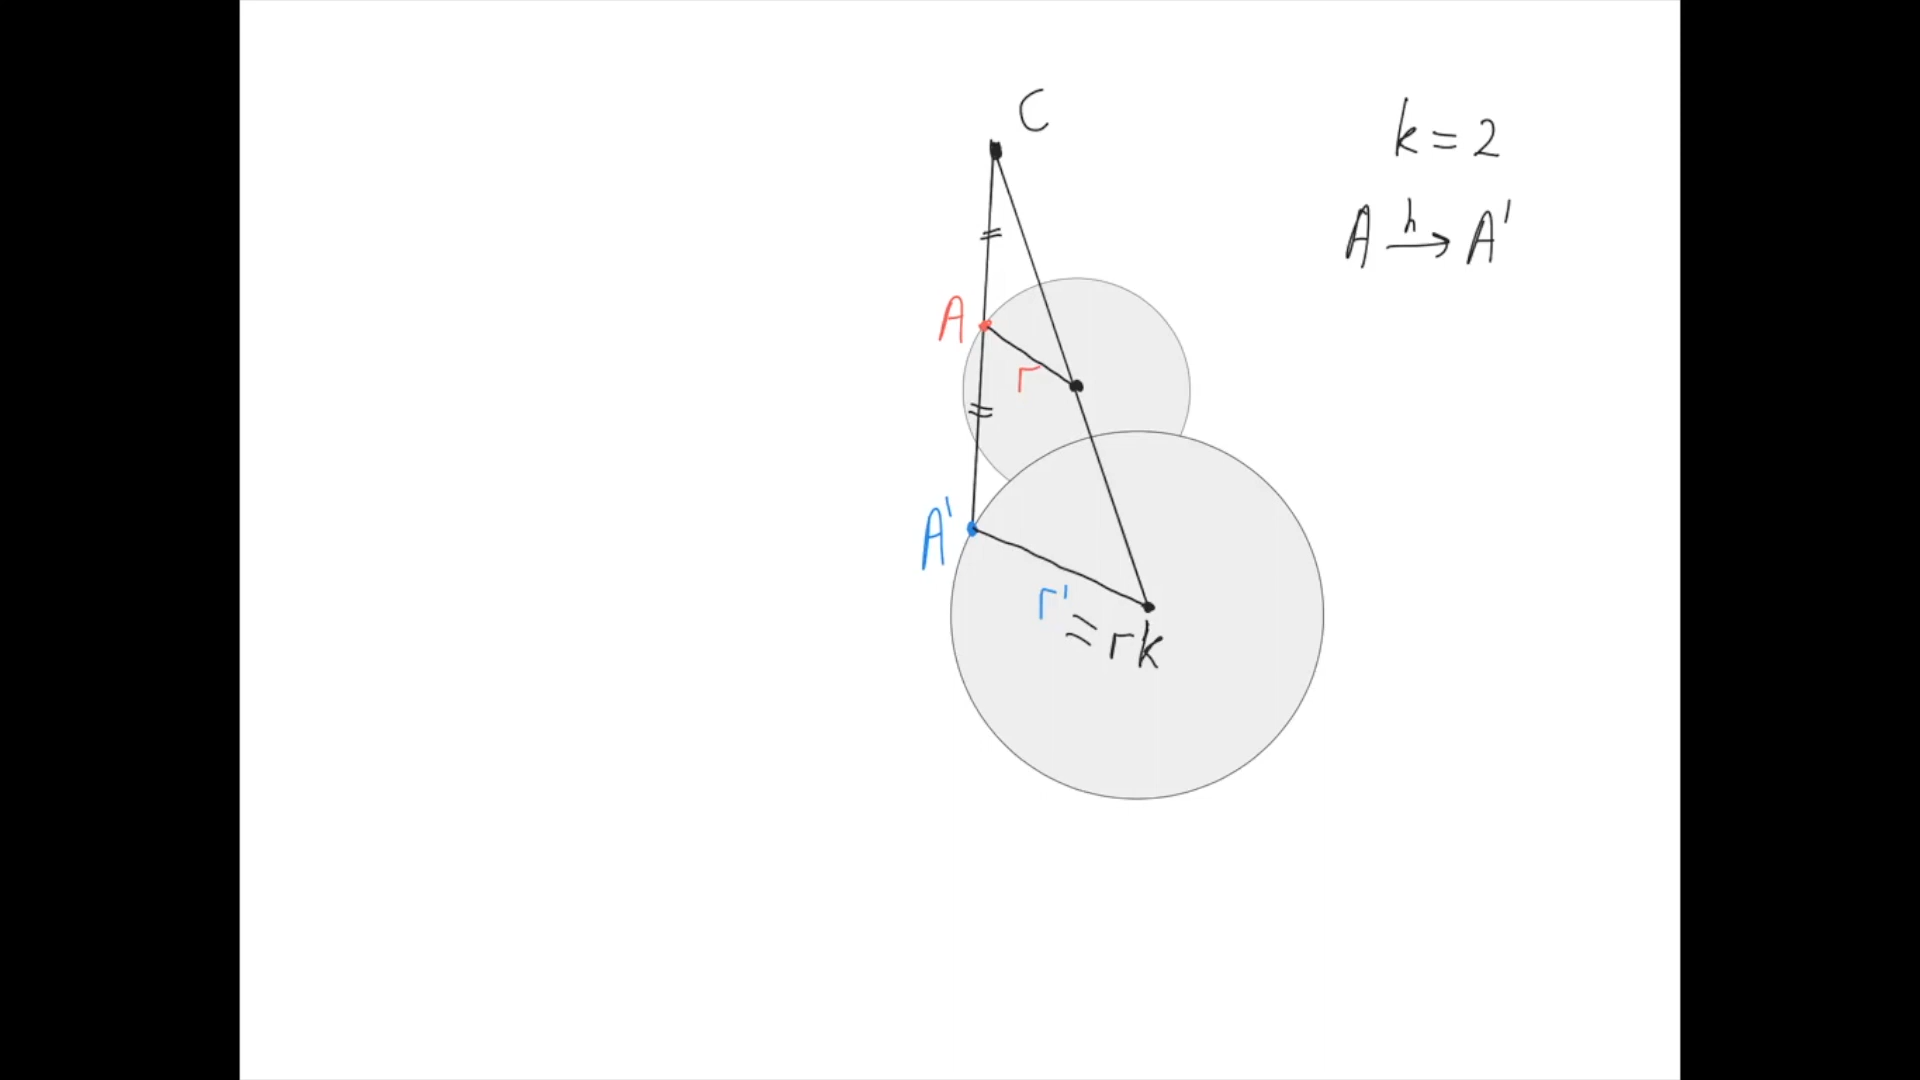 C
k = 2
A →ʰ A'
A
r
A'
r' = rk